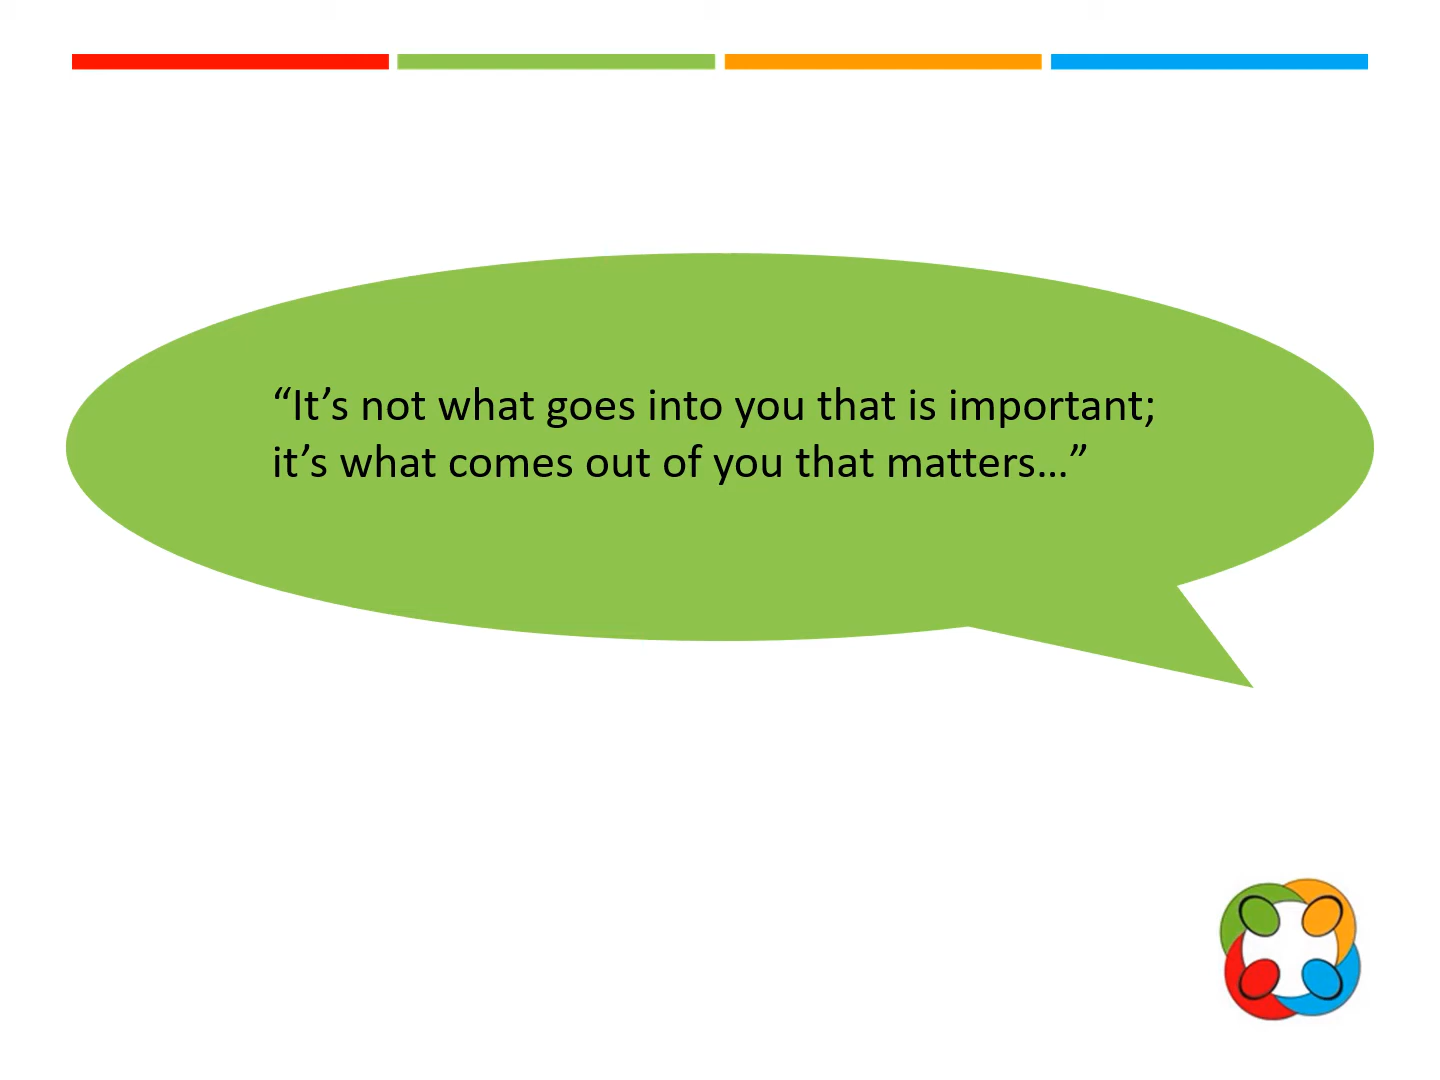 “It’s not what goes into you that is important;
it’s what comes out of you that matters…”